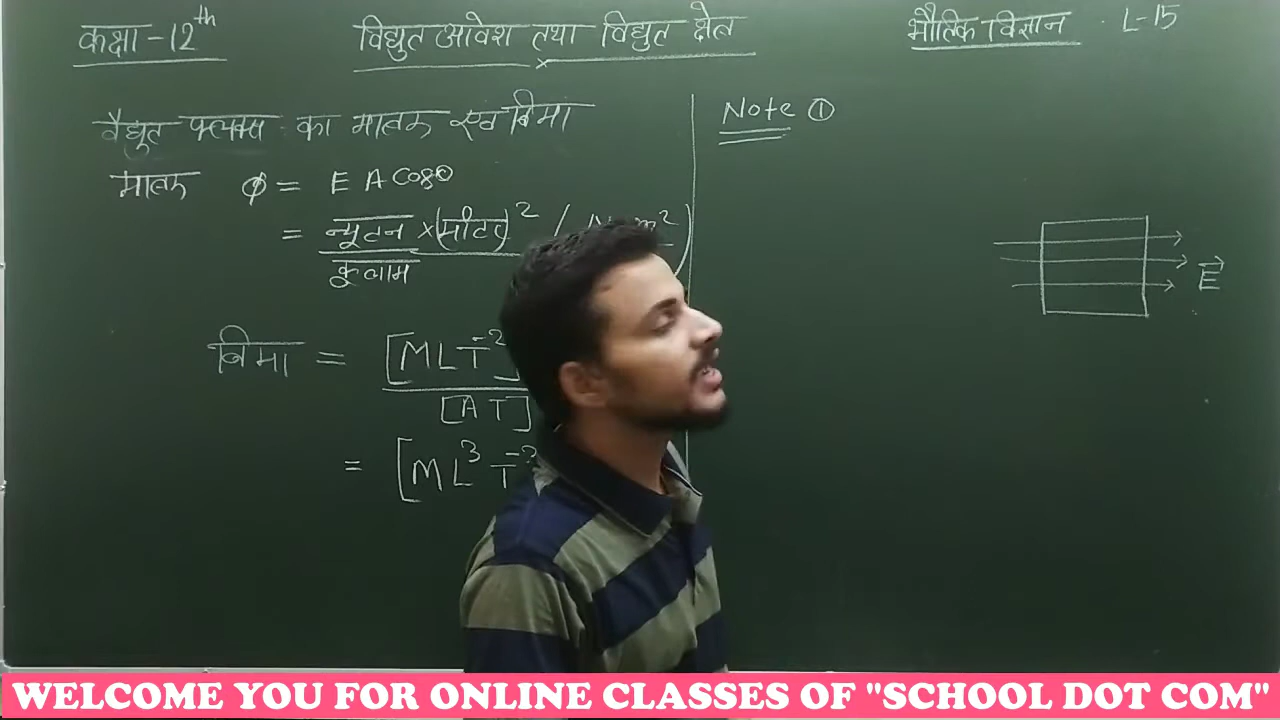 कक्षा-12th
विद्युत आवेश तथा विद्युत क्षेत्र
भौतिक विज्ञान L-15
वैद्युत फ्लक्स का मात्रक एवं विमा
मात्रक Φ = E A Cosθ
= न्यूटन × (मीटर)² /
कूलाम
विमा = [MLT⁻²
[AT]
= [ML³T⁻³
Note ①
E⃗
WELCOME YOU FOR ONLINE CLASSES OF "SCHOOL DOT COM"